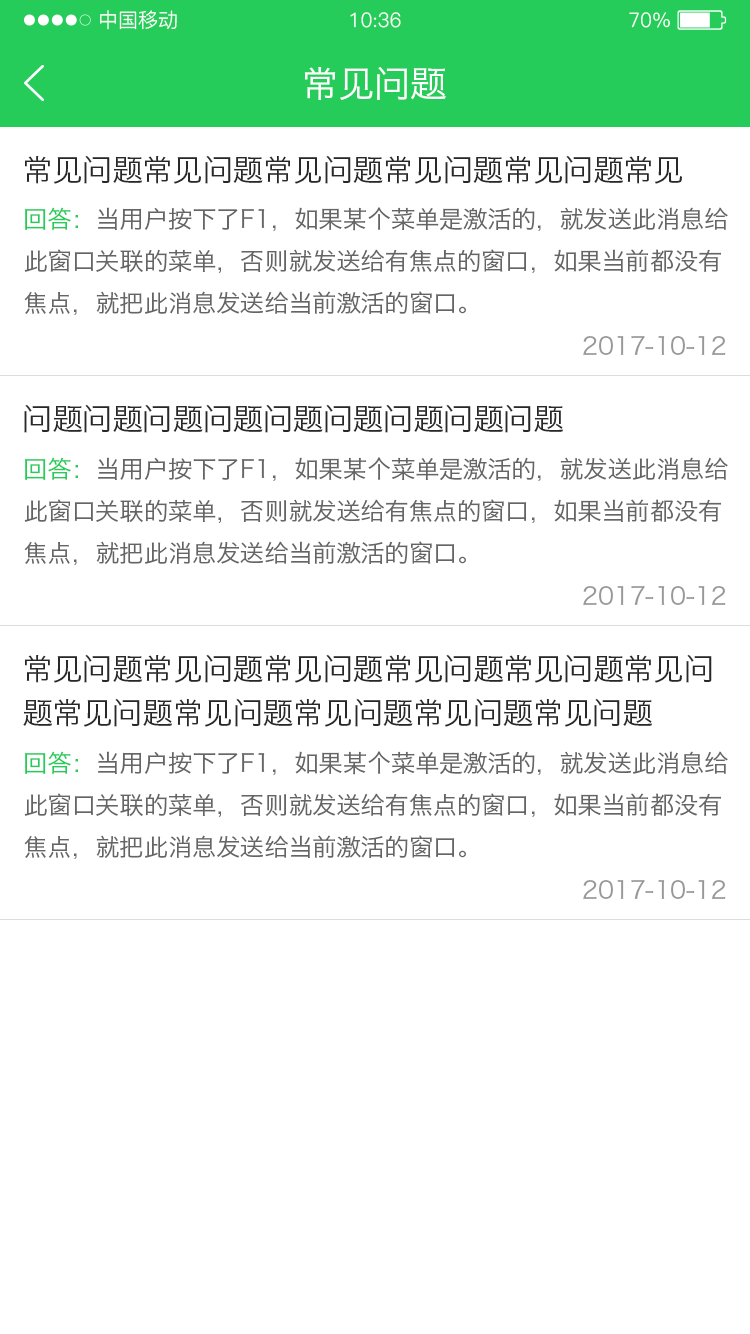 中国移动 10:36 70%
常见问题
常见问题常见问题常见问题常见问题常见问题常见
回答：当用户按下了F1，如果某个菜单是激活的，就发送此消息给
此窗口关联的菜单，否则就发送给有焦点的窗口，如果当前都没有
焦点，就把此消息发送给当前激活的窗口。
2017-10-12
问题问题问题问题问题问题问题问题问题
回答：当用户按下了F1，如果某个菜单是激活的，就发送此消息给
此窗口关联的菜单，否则就发送给有焦点的窗口，如果当前都没有
焦点，就把此消息发送给当前激活的窗口。
2017-10-12
常见问题常见问题常见问题常见问题常见问题常见问
题常见问题常见问题常见问题常见问题常见问题
回答：当用户按下了F1，如果某个菜单是激活的，就发送此消息给
此窗口关联的菜单，否则就发送给有焦点的窗口，如果当前都没有
焦点，就把此消息发送给当前激活的窗口。
2017-10-12